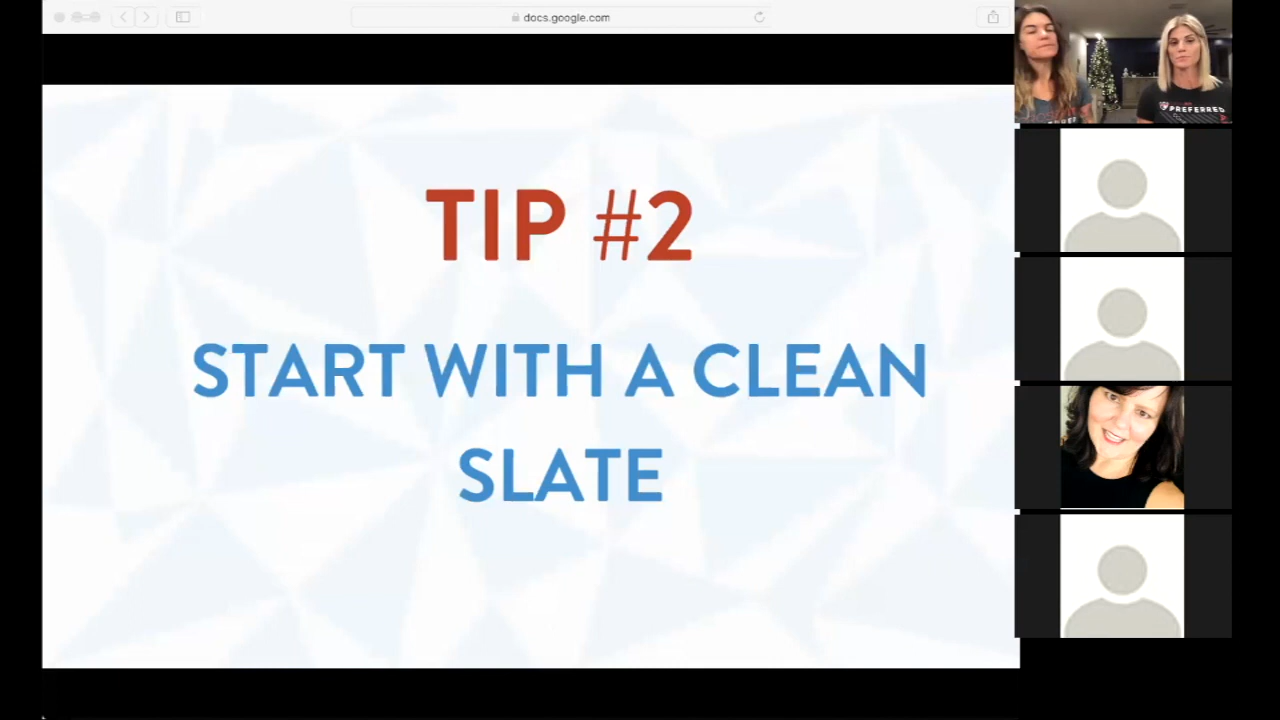 docs.google.com
TIP #2
START WITH A CLEAN
SLATE
PREFERRED